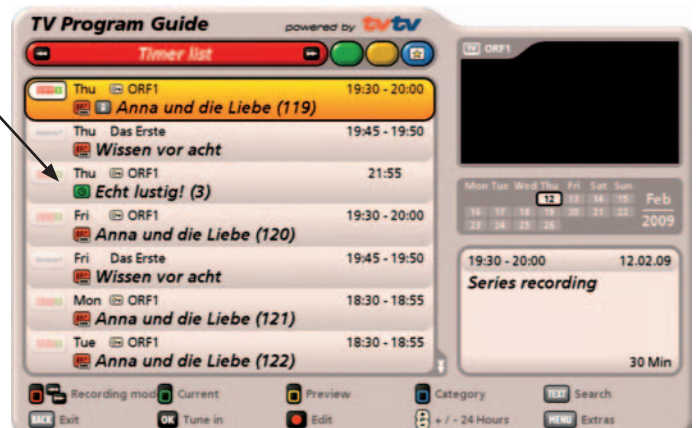 TV Program Guide powered by tvtv
Timer list
TV ORF1
Thu ORF1 19:30 - 20:00
Anna und die Liebe (119)
Thu Das Erste 19:45 - 19:50
Wissen vor acht
Thu ORF1 21:55
Echt lustig! (3)
Fri ORF1 19:30 - 20:00
Anna und die Liebe (120)
Fri Das Erste 19:45 - 19:50
Wissen vor acht
Mon ORF1 18:30 - 18:55
Anna und die Liebe (121)
Tue ORF1 18:30 - 18:55
Anna und die Liebe (122)
Mon Tue Wed Thu Fri Sat Sun
12 13 14 15 Feb
16 17 18 19 20 21 22 2009
23 24 25 26
19:30 - 20:00 12.02.09
Series recording
30 Min
Recording mod Current Preview Category TEXT Search
BACK Exit OK Tune in Edit + / - 24 Hours MENU Extras